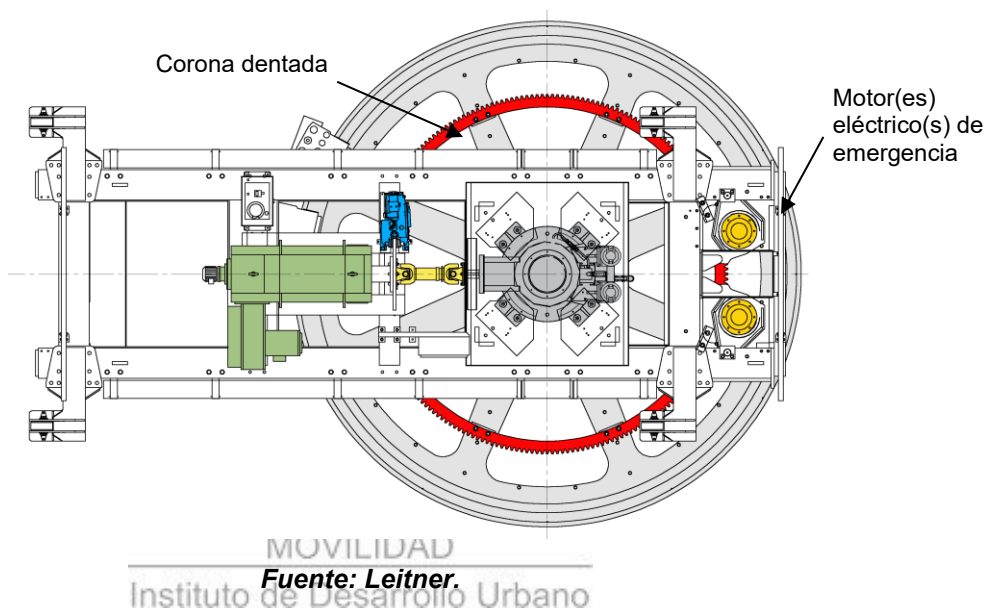 Corona dentada
Motor(es)
eléctrico(s) de
emergencia
MOVILIDAD
Fuente: Leitner.
Instituto de Desarrollo Urbano